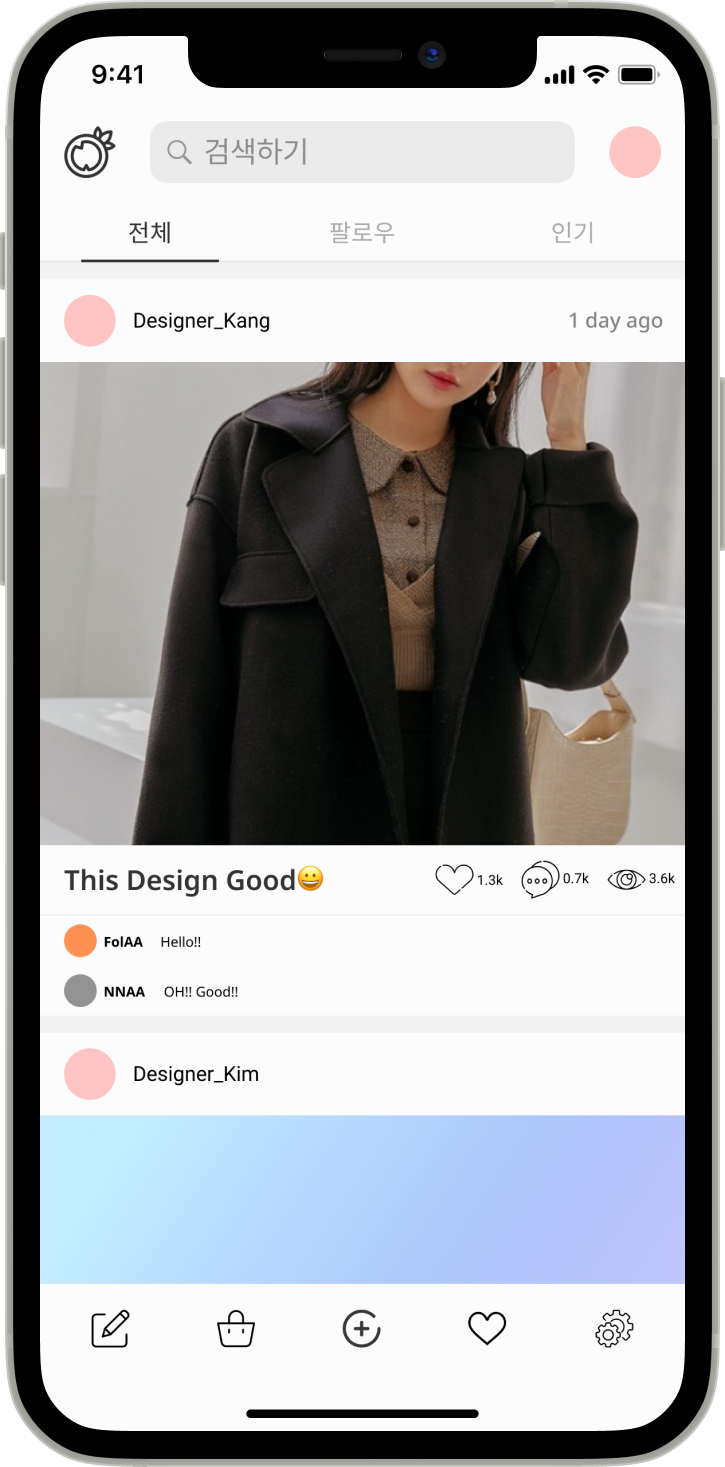 9:41
검색하기
전체 팔로우 인기
Designer_Kang 1 day ago
This Design Good😀 1.3k 0.7k 3.6k
FolAA Hello!!
NNAA OH!! Good!!
Designer_Kim